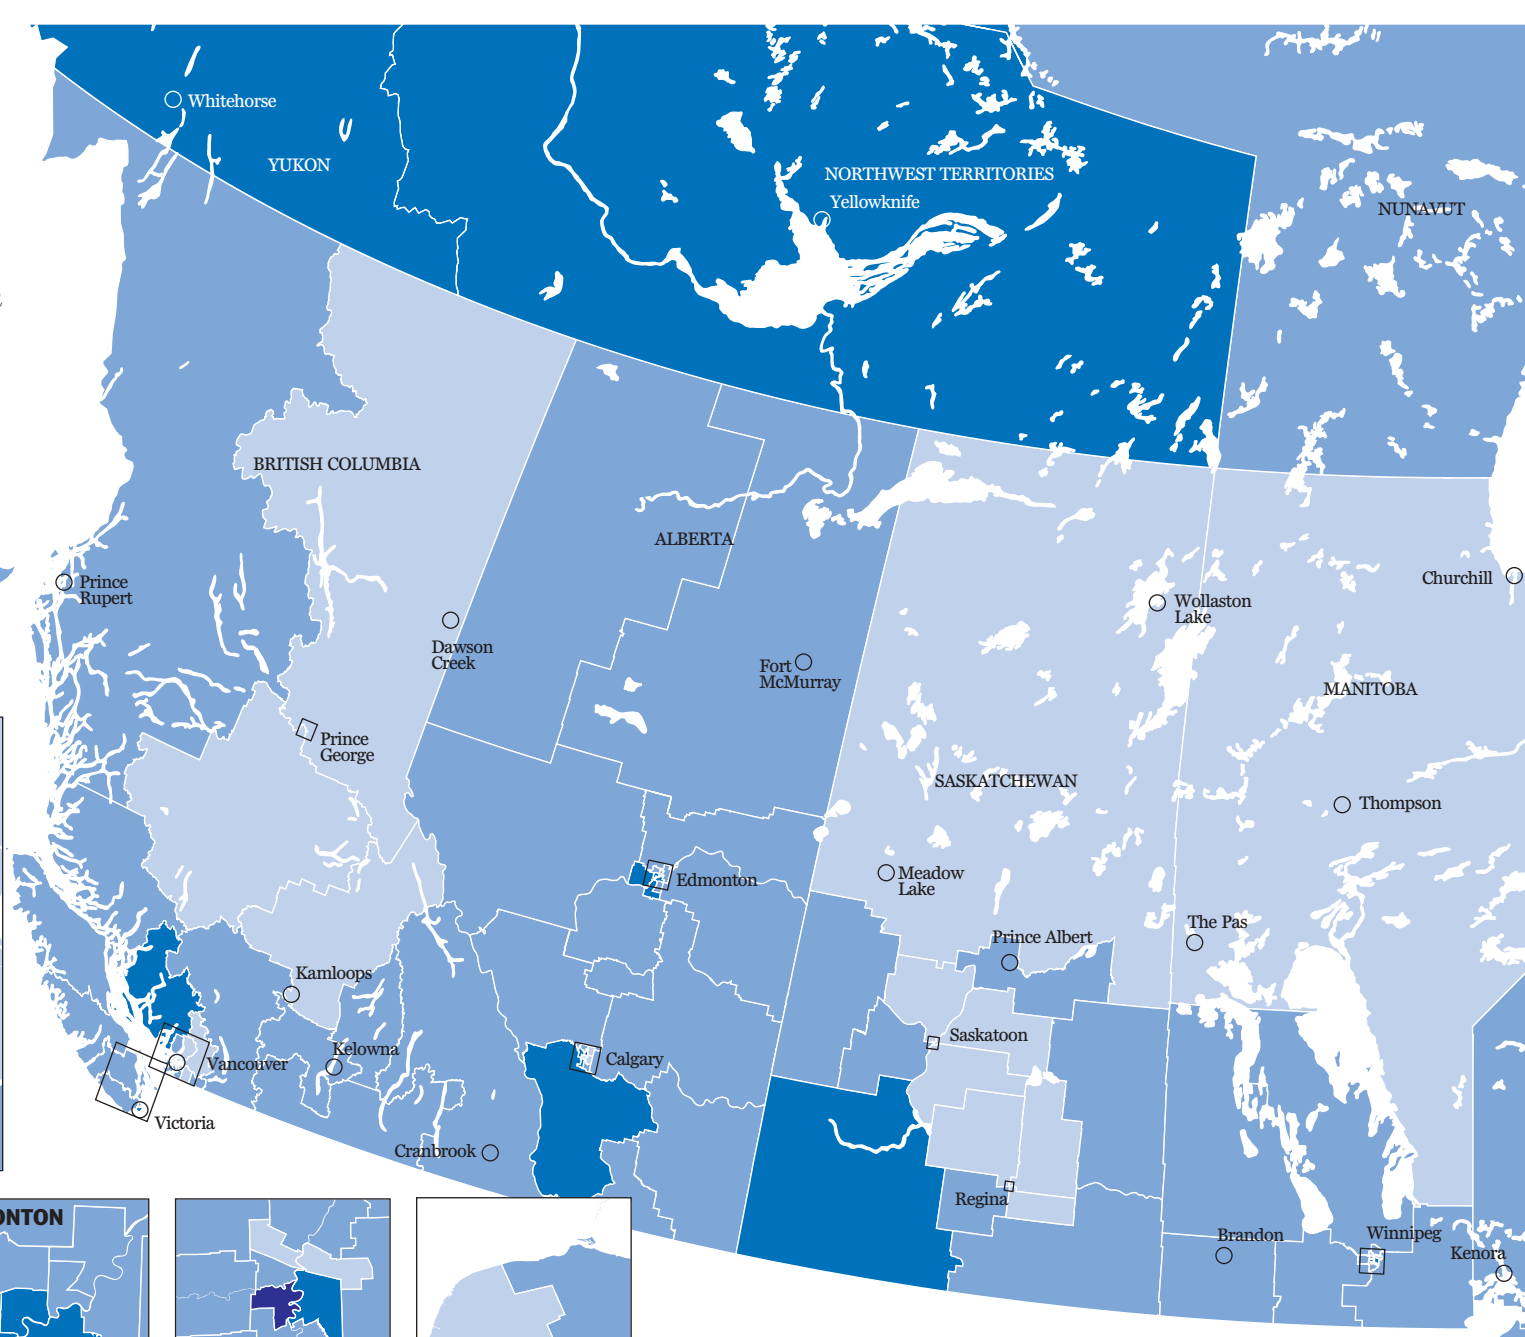 Whitehorse
YUKON
NORTHWEST TERRITORIES
Yellowknife
NUNAVUT
BRITISH COLUMBIA
ALBERTA
Prince
Rupert
Churchill
Wollaston
Lake
Dawson
Creek
Fort
McMurray
MANITOBA
Prince
George
SASKATCHEWAN
Thompson
Edmonton
Meadow
Lake
The Pas
Prince Albert
Kamloops
Saskatoon
Kelowna
Vancouver
Calgary
Victoria
Cranbrook
Regina
Brandon
Winnipeg
Kenora
ONTON